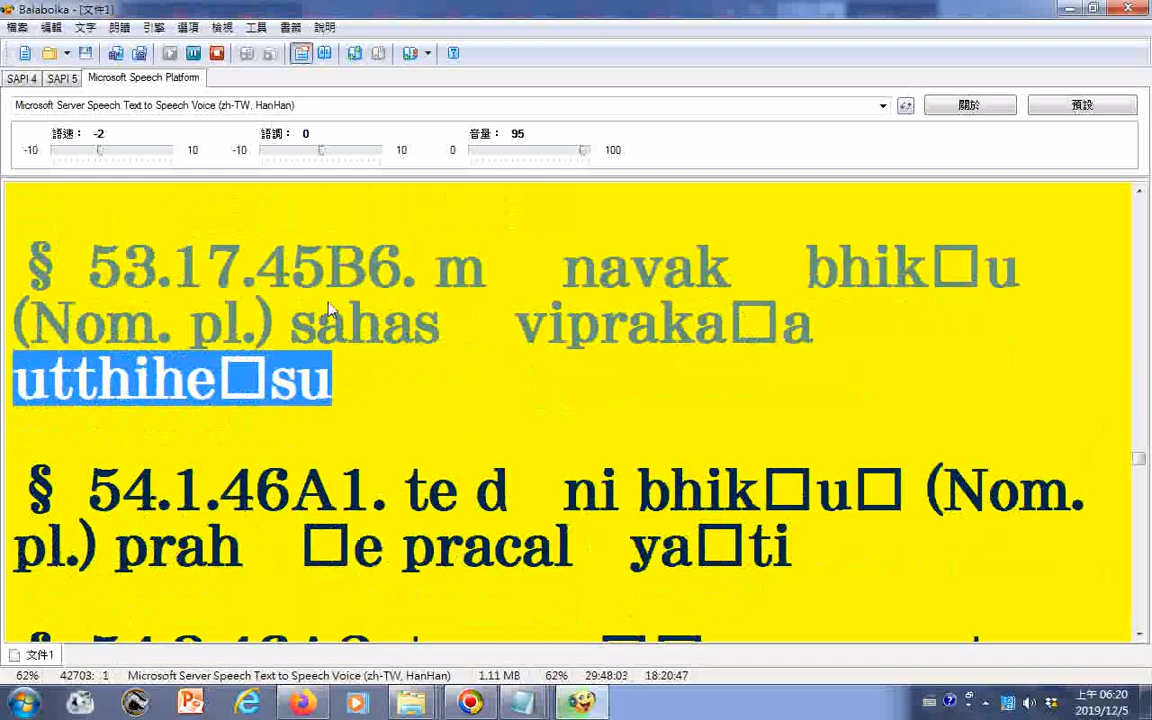 Balabolka - [文件1]
檔案 編輯 文字 朗讀 引擎 選項 檢視 工具 書籤 說明
SAPI 4 SAPI 5 Microsoft Speech Platform
Microsoft Server Speech Text to Speech Voice (zh-TW, HanHan) 關於 預設
語速： -2 語調： 0 音量： 95
-10 10 -10 10 0 100
§ 53.17.45B6. m navak bhik□u
(Nom. pl.) sahas vipraka□a
utthihe□su
§ 54.1.46A1. te d ni bhik□u□ (Nom.
pl.) prah □e pracal ya□ti
文件1
62% 42703: 1 Microsoft Server Speech Text to Speech Voice (zh-TW, HanHan) 1.11 MB 62% 29:48:03 18:20:47
上午 06:20
2019/12/5